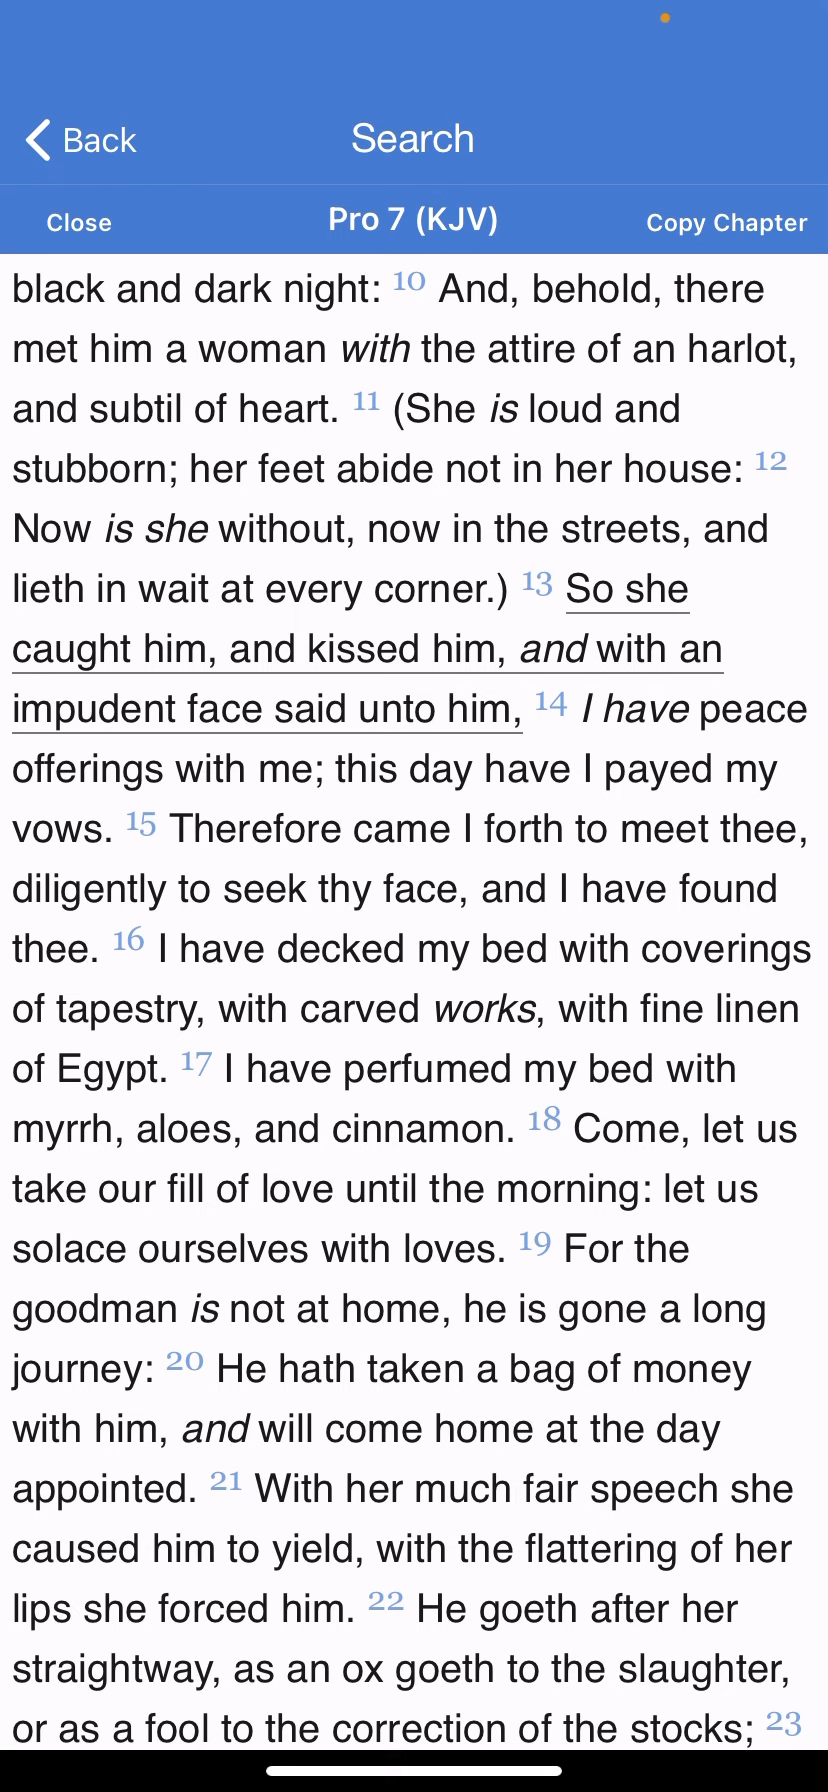 Back
Search
Close
Pro 7 (KJV)
Copy Chapter
black and dark night: 10 And, behold, there
met him a woman with the attire of an harlot,
and subtil of heart. 11 (She is loud and
stubborn; her feet abide not in her house: 12
Now is she without, now in the streets, and
lieth in wait at every corner.) 13 So she
caught him, and kissed him, and with an
impudent face said unto him, 14 I have peace
offerings with me; this day have I payed my
vows. 15 Therefore came I forth to meet thee,
diligently to seek thy face, and I have found
thee. 16 I have decked my bed with coverings
of tapestry, with carved works, with fine linen
of Egypt. 17 I have perfumed my bed with
myrrh, aloes, and cinnamon. 18 Come, let us
take our fill of love until the morning: let us
solace ourselves with loves. 19 For the
goodman is not at home, he is gone a long
journey: 20 He hath taken a bag of money
with him, and will come home at the day
appointed. 21 With her much fair speech she
caused him to yield, with the flattering of her
lips she forced him. 22 He goeth after her
straightway, as an ox goeth to the slaughter,
or as a fool to the correction of the stocks; 23